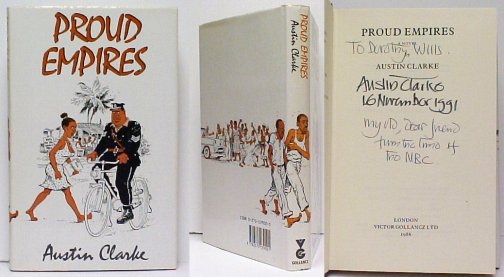 PROUD
EMPIRES
Austin Clarke
PROUD EMPIRES
Austin Clarke
VG
GOLLANCZ
PROUD EMPIRES
To Dorothy Wills.
AUSTIN CLARKE
Austin Clarke
16 November 1991
my old, dear friend
from the time of
the NBC
LONDON
VICTOR GOLLANCZ LTD
1986